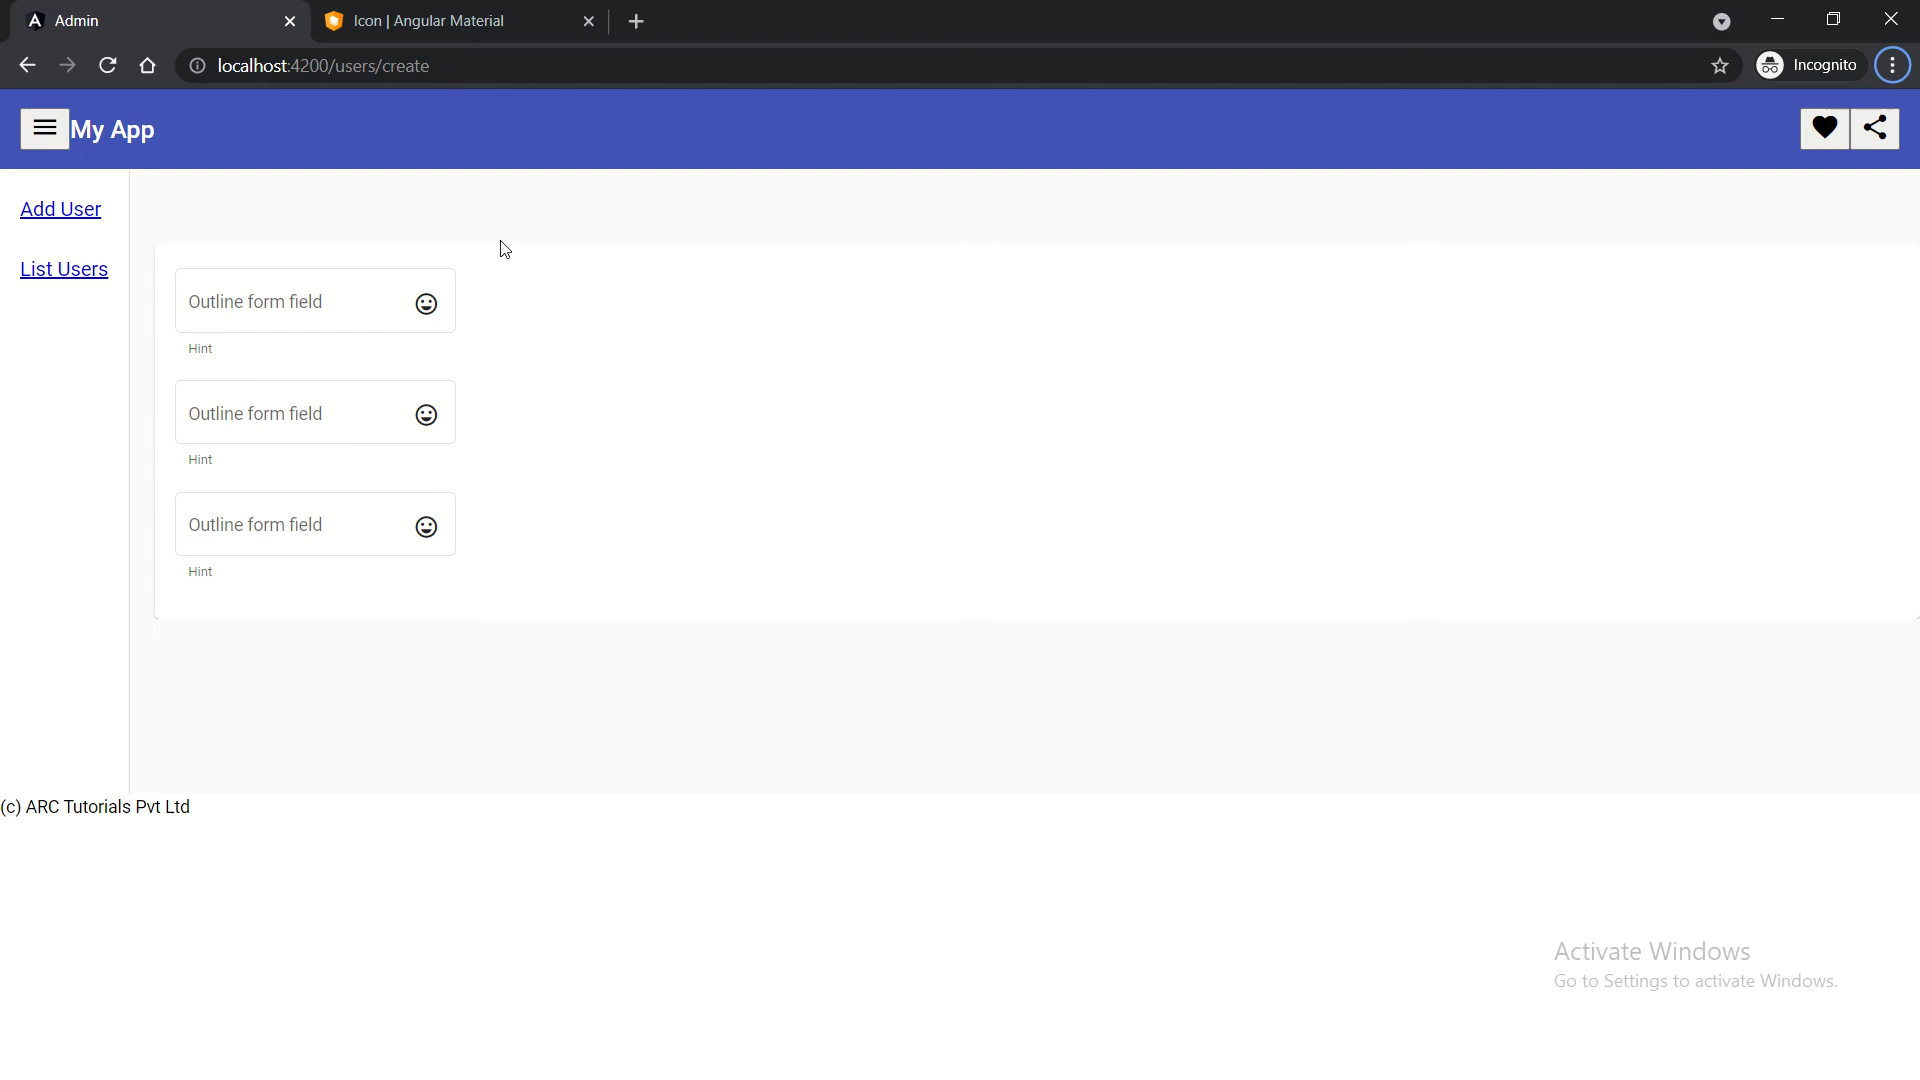 Admin
Icon | Angular Material
localhost:4200/users/create
Incognito
My App
Add User
List Users
Outline form field
Hint
Outline form field
Hint
Outline form field
Hint
(c) ARC Tutorials Pvt Ltd
Activate Windows
Go to Settings to activate Windows.